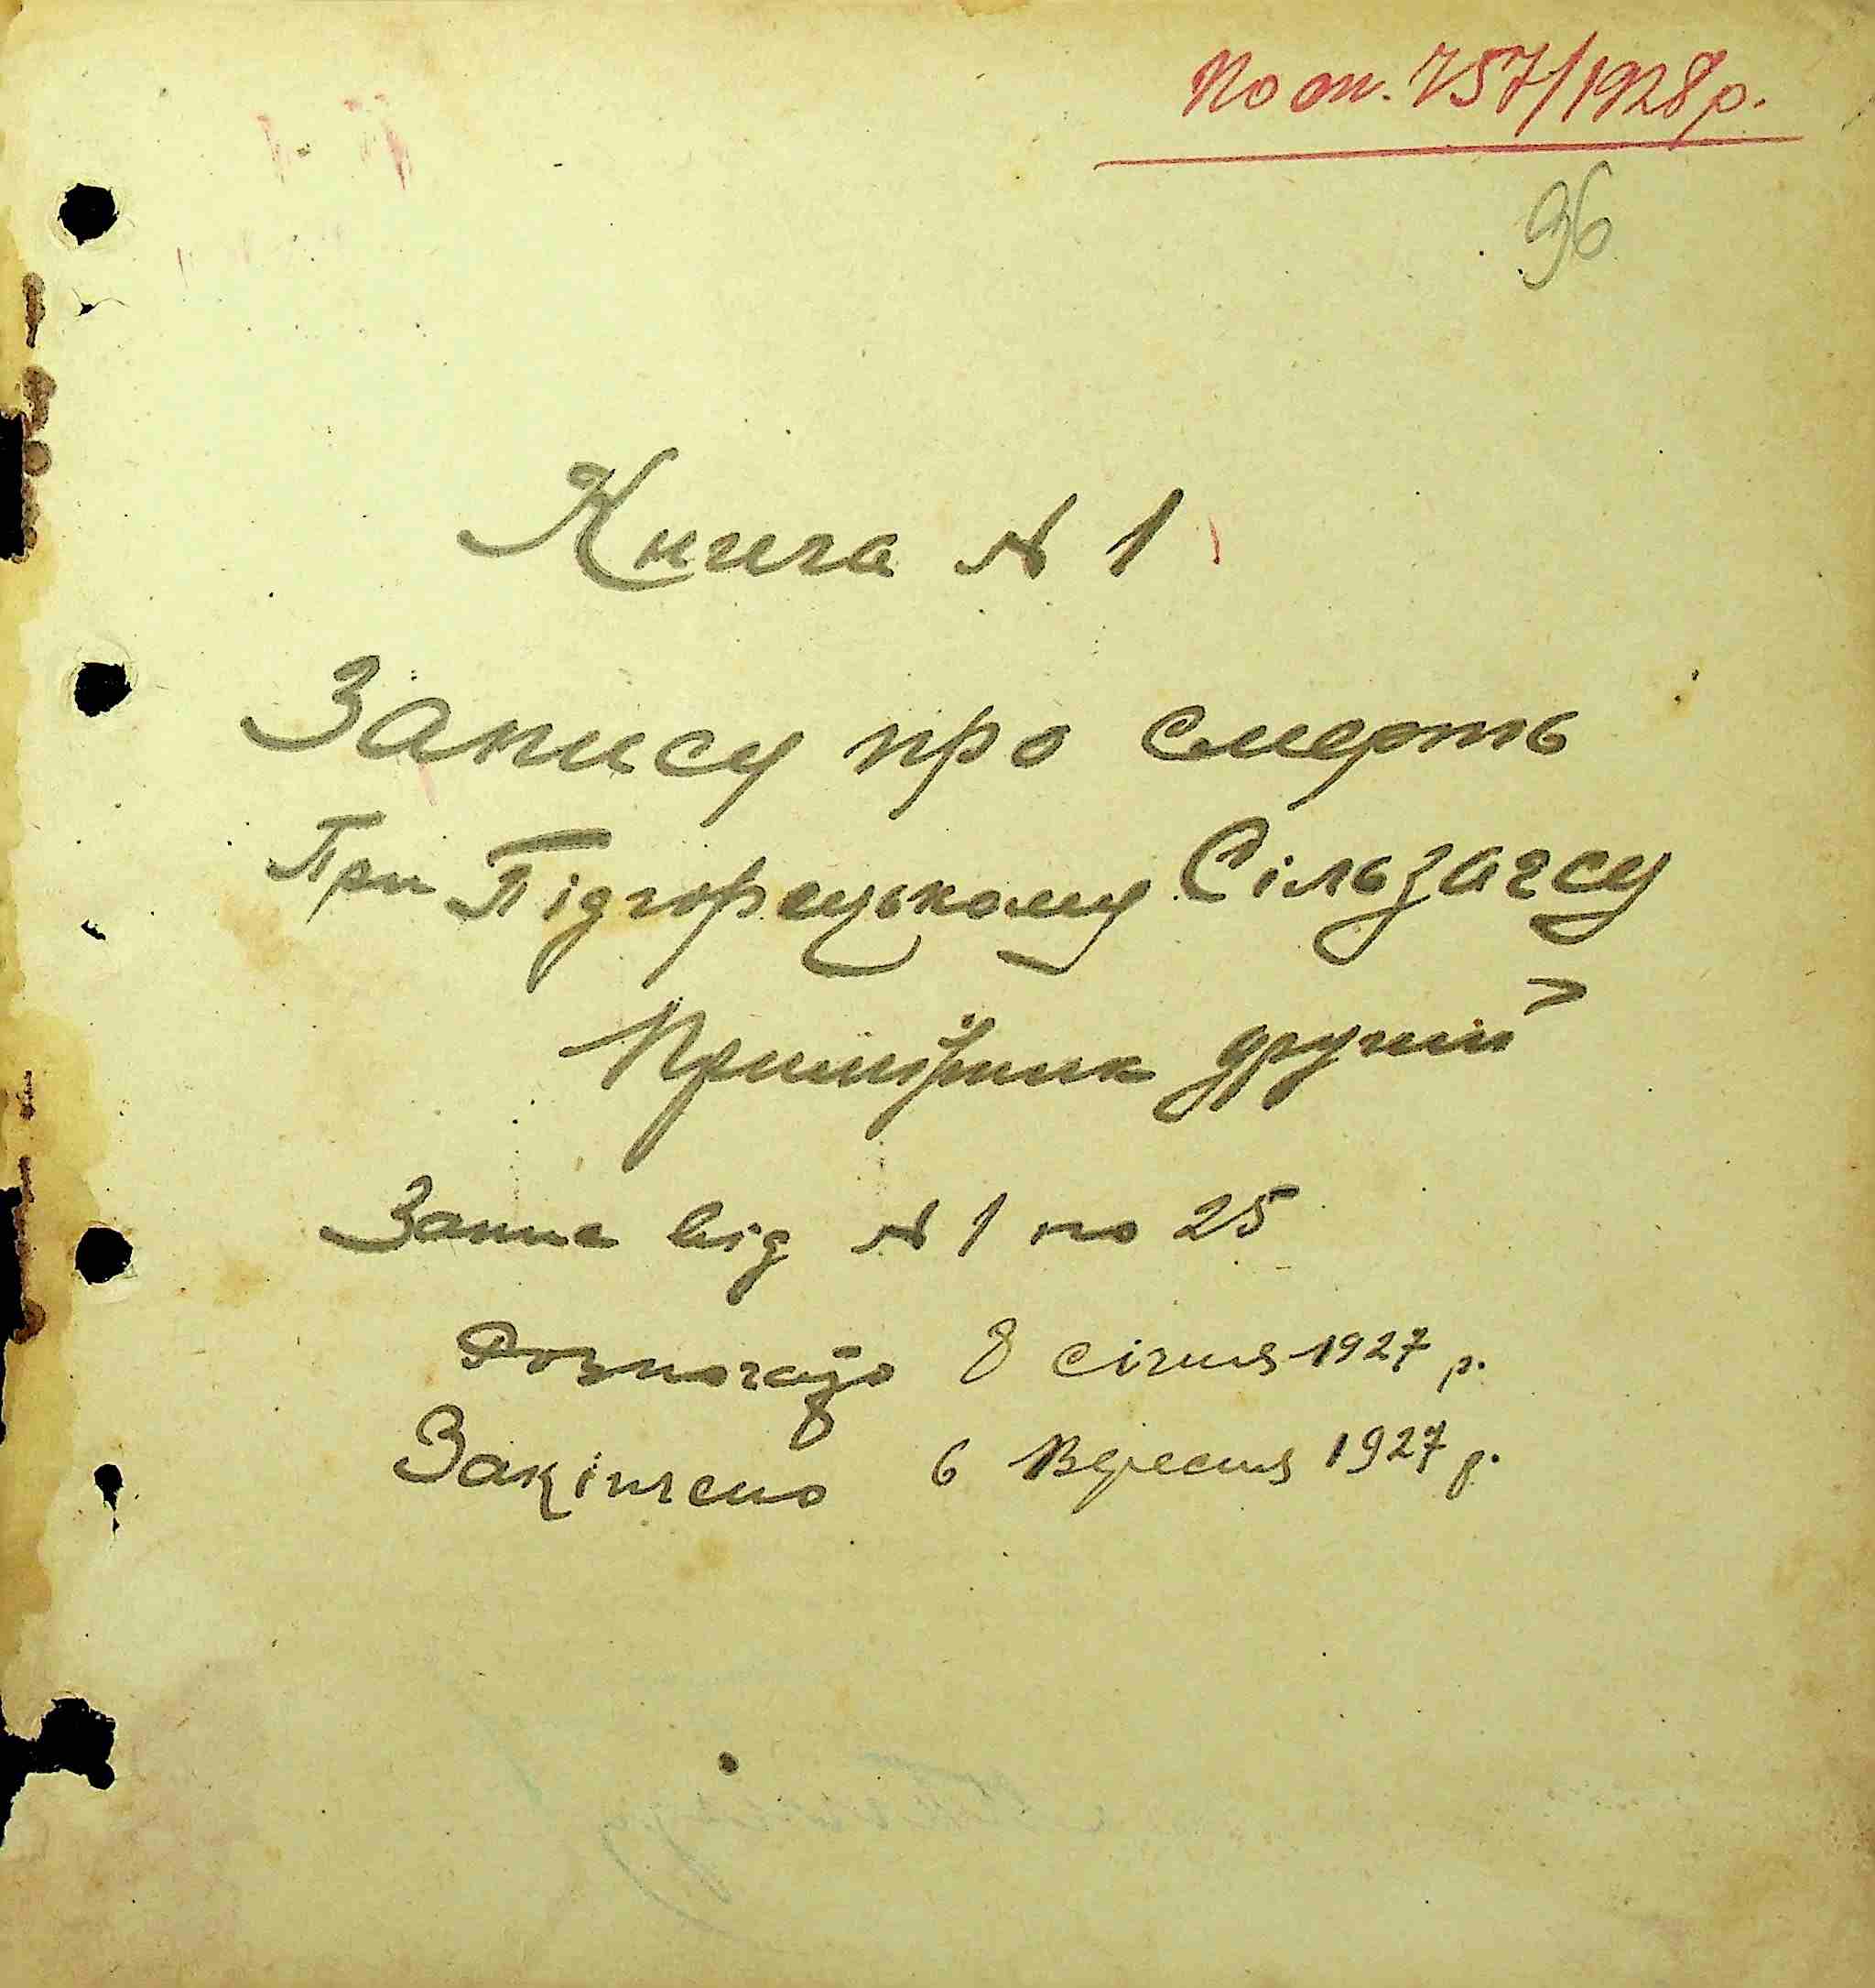 По оп. 757/1928 р.
96
Книга № 1
Запису про смерть
При Підгорецькому Сільзагсу
Примірник другий
Запис від № 1 по 25
Розпочато 8 січня 1927 р.
Закінчено 6 Вересня 1927 р.